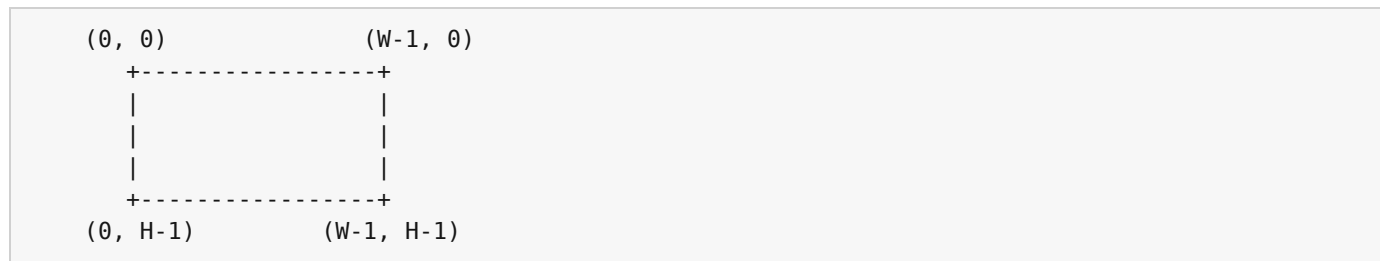 (0, 0)              (W-1, 0)
   +-----------------+
   |                 |
   |                 |
   |                 |
   +-----------------+
(0, H-1)         (W-1, H-1)